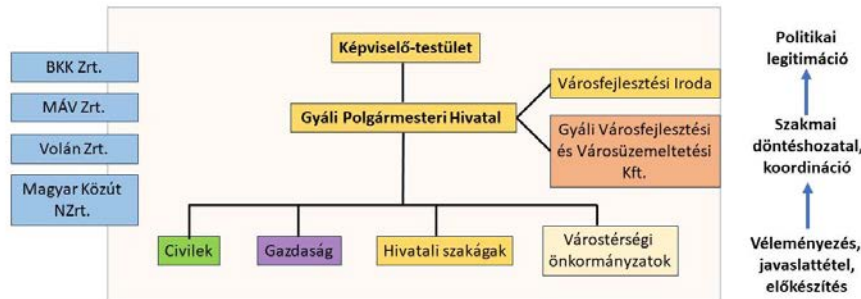 Képviselő-testület
BKK Zrt.
MÁV Zrt.
Volán Zrt.
Magyar Közút
NZrt.
Gyáli Polgármesteri Hivatal
Városfejlesztési Iroda
Gyáli Városfejlesztési
és Városüzemeltetési
Kft.
Civilek
Gazdaság
Hivatali szakágak
Várostérségi
önkormányzatok
Politikai
legitimáció
Szakmai
döntéshozatal,
koordináció
Véleményezés,
javaslattétel,
előkészítés